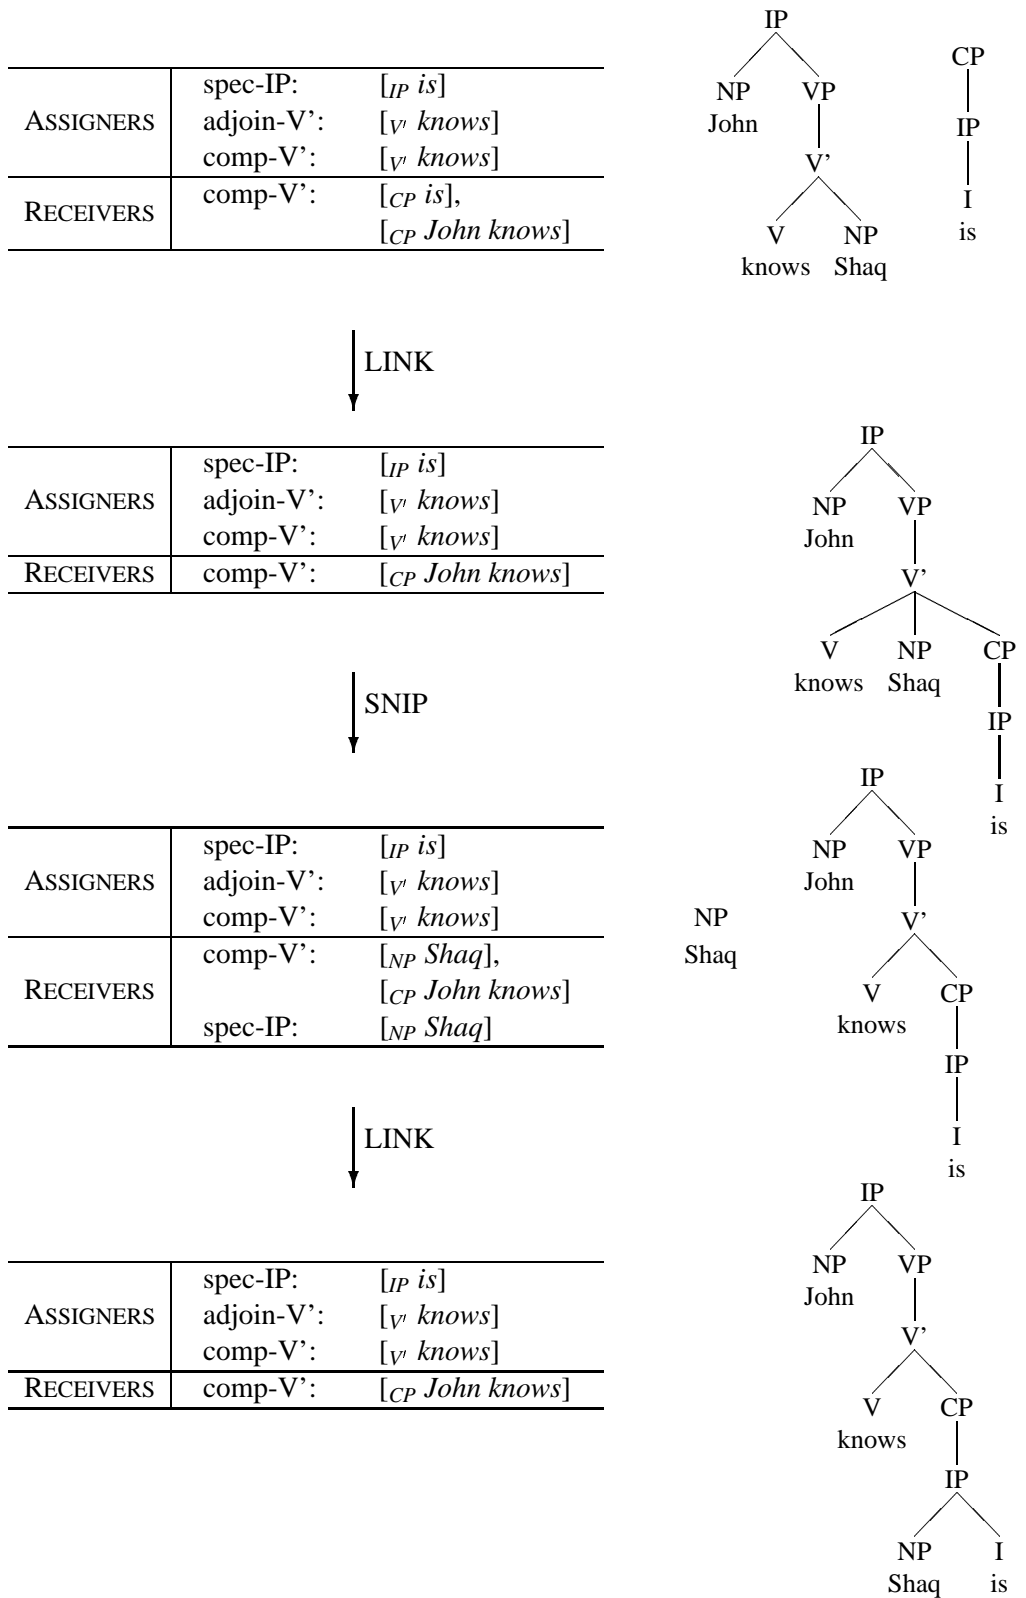 IP
CP
spec-IP: [IP is]
NP VP
ASSIGNERS adjoin-V’: [V′ knows]
John
IP
comp-V’: [V′ knows]
V’
comp-V’: [CP is],
I
RECEIVERS
[CP John knows]
V NP
is
knows Shaq
LINK
IP
spec-IP: [IP is]
ASSIGNERS adjoin-V’: [V′ knows]
NP VP
comp-V’: [V′ knows]
John
RECEIVERS comp-V’: [CP John knows]
V’
V NP CP
knows Shaq
SNIP
IP
IP
I
is
spec-IP: [IP is]
NP VP
ASSIGNERS adjoin-V’: [V′ knows]
John
comp-V’: [V′ knows]
NP
V’
comp-V’: [NP Shaq],
Shaq
RECEIVERS
[CP John knows]
V CP
spec-IP: [NP Shaq]
knows
IP
LINK
I
is
IP
spec-IP: [IP is]
NP VP
ASSIGNERS adjoin-V’: [V′ knows]
John
comp-V’: [V′ knows]
V’
RECEIVERS comp-V’: [CP John knows]
V CP
knows
IP
NP I
Shaq is